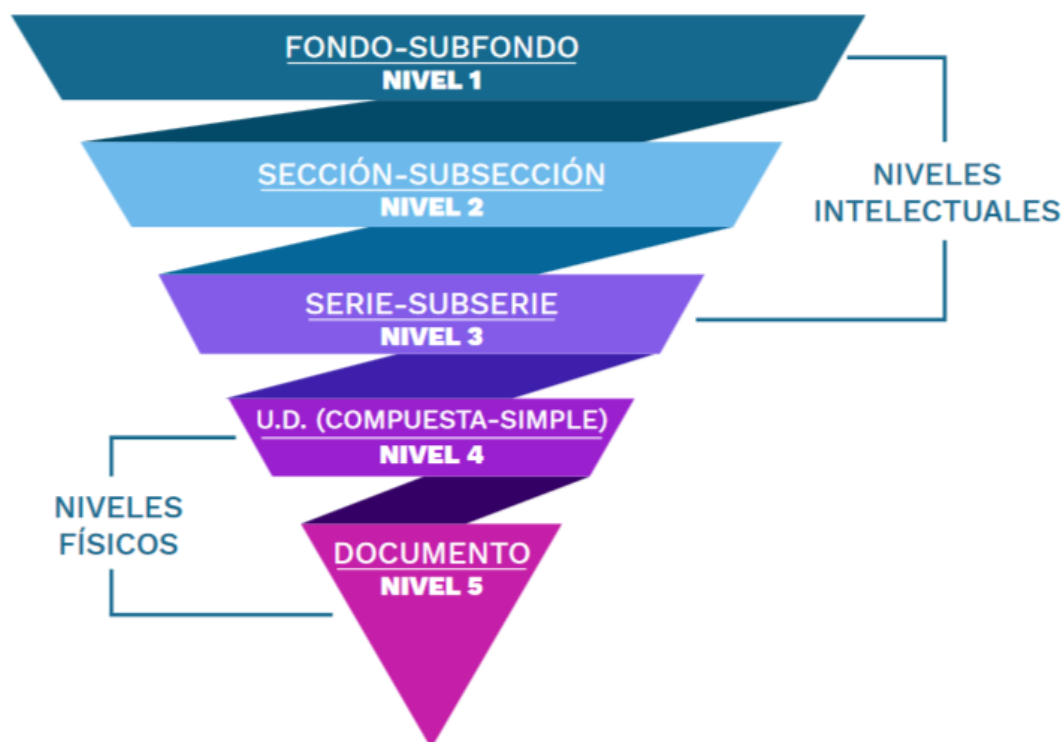 FONDO-SUBFONDO
NIVEL 1
SECCIÓN-SUBSECCIÓN
NIVEL 2
NIVELES
INTELECTUALES
SERIE-SUBSERIE
NIVEL 3
U.D. (COMPUESTA-SIMPLE)
NIVEL 4
NIVELES
FÍSICOS
DOCUMENTO
NIVEL 5